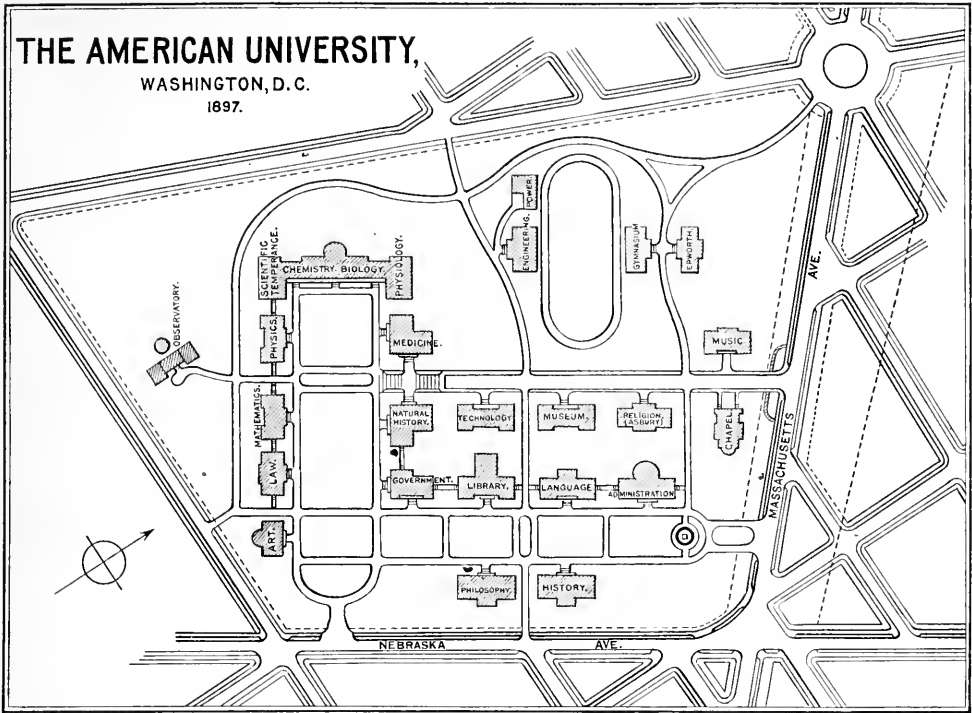 THE AMERICAN UNIVERSITY,
WASHINGTON, D.C.
1897.
POWER.
ENGINEERING.
GYMNASIUM
EPWORTH.
SCIENTIFIC
TEMPERANCE.
CHEMISTRY. BIOLOGY.
PHYSIOLOGY.
AVE.
OBSERVATORY.
PHYSICS.
MEDICINE.
MUSIC
MATHEMATICS.
NATURAL
HISTORY.
TECHNOLOGY
MUSEUM,
RELIGION,
(ASBURY)
CHAPEL
MASSACHUSETTS
LAW.
GOVERNMENT.
LIBRARY.
LANGUAGE
ADMINISTRATION
ART.
PHILOSOPHY.
HISTORY.
NEBRASKA AVE.